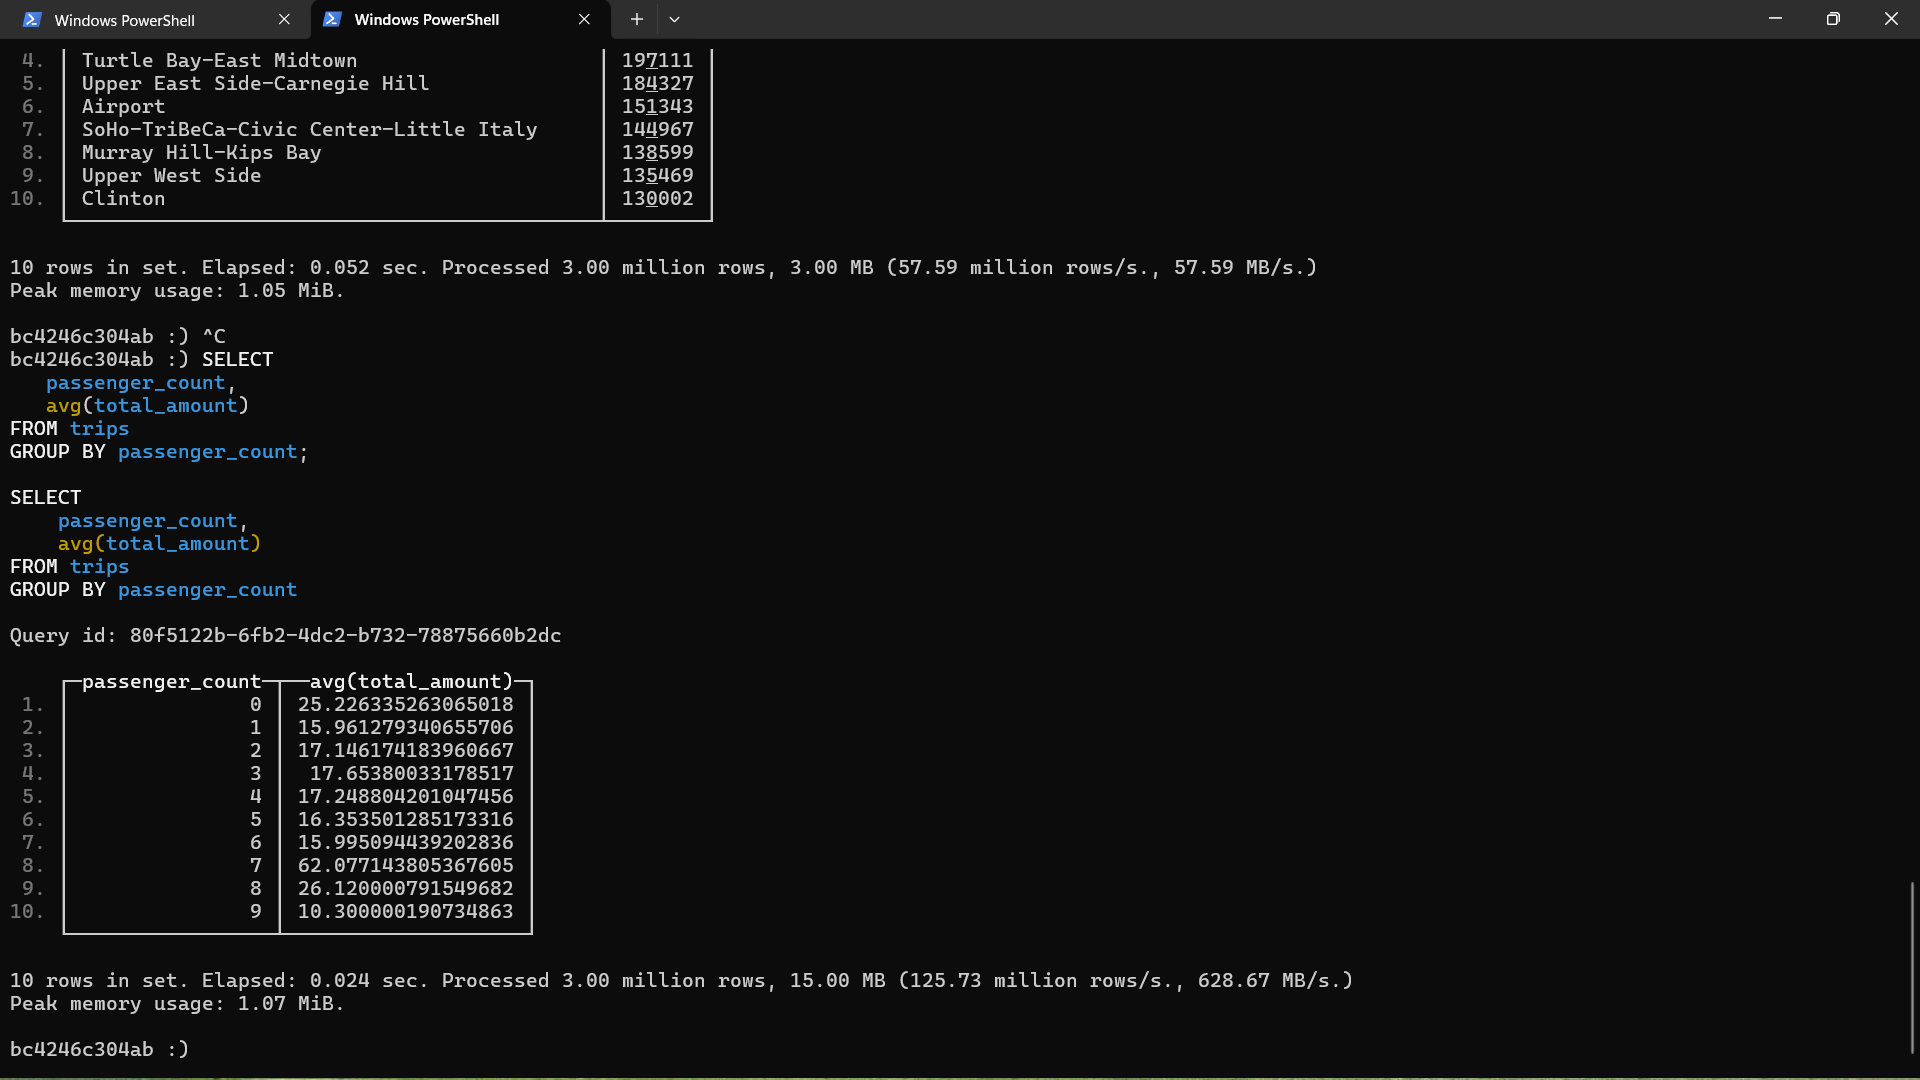 Windows PowerShell
Windows PowerShell
4. Turtle Bay-East Midtown 197111
5. Upper East Side-Carnegie Hill 184327
6. Airport 151343
7. SoHo-TriBeCa-Civic Center-Little Italy 144967
8. Murray Hill-Kips Bay 138599
9. Upper West Side 135469
10. Clinton 130002
10 rows in set. Elapsed: 0.052 sec. Processed 3.00 million rows, 3.00 MB (57.59 million rows/s., 57.59 MB/s.)
Peak memory usage: 1.05 MiB.
bc4246c304ab :) ^C
bc4246c304ab :) SELECT
passenger_count,
avg(total_amount)
FROM trips
GROUP BY passenger_count;
SELECT
passenger_count,
avg(total_amount)
FROM trips
GROUP BY passenger_count
Query id: 80f5122b-6fb2-4dc2-b732-78875660b2dc
passenger_count avg(total_amount)
1. 0 25.226335263065018
2. 1 15.961279340655706
3. 2 17.146174183960667
4. 3 17.65380033178517
5. 4 17.248804201047456
6. 5 16.353501285173316
7. 6 15.995094439202836
8. 7 62.077143805367605
9. 8 26.120000791549682
10. 9 10.300000190734863
10 rows in set. Elapsed: 0.024 sec. Processed 3.00 million rows, 15.00 MB (125.73 million rows/s., 628.67 MB/s.)
Peak memory usage: 1.07 MiB.
bc4246c304ab :)